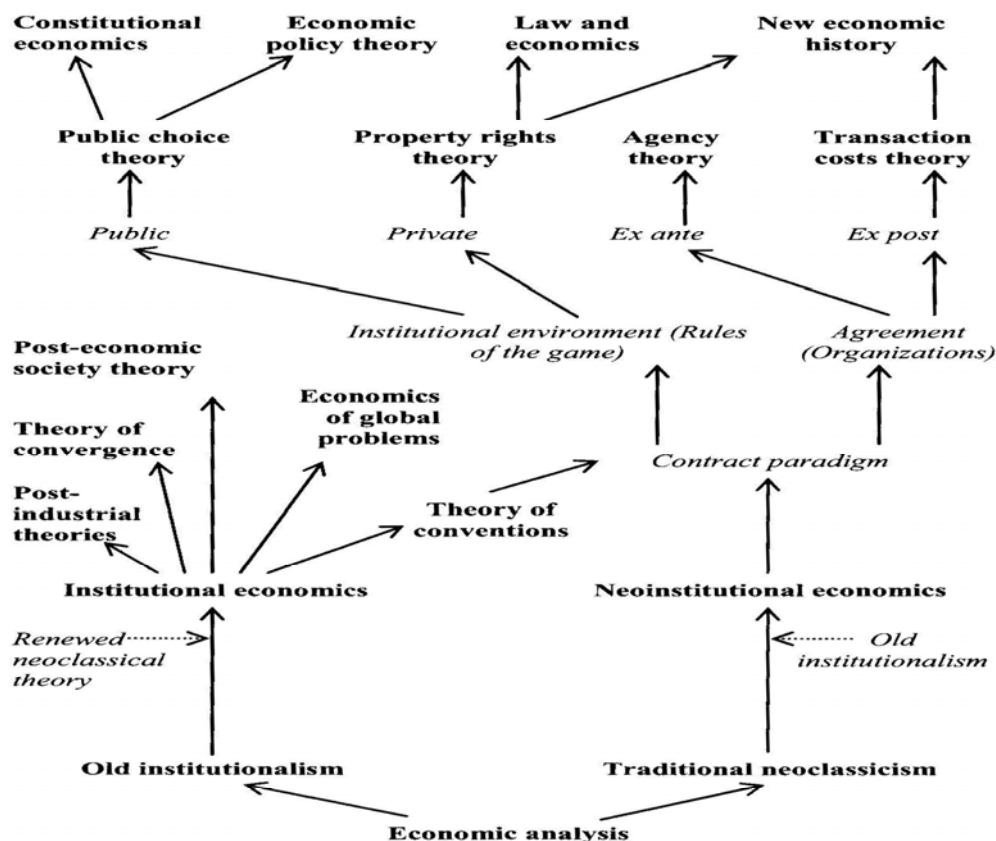 Constitutional
economics
Economic
policy theory
Law and
economics
New economic
history
Public choice
theory
Property rights
theory
Agency
theory
Transaction
costs theory
Public
Private
Ex ante
Ex post
Institutional environment (Rules
of the game)
Agreement
(Organizations)
Post-economic
society theory
Economics
of global
problems
Theory of
convergence
Contract paradigm
Post-
industrial
theories
Theory of
conventions
Institutional economics
Neoinstitutional economics
Renewed
neoclassical
theory
Old
institutionalism
Old institutionalism
Traditional neoclassicism
Economic analysis